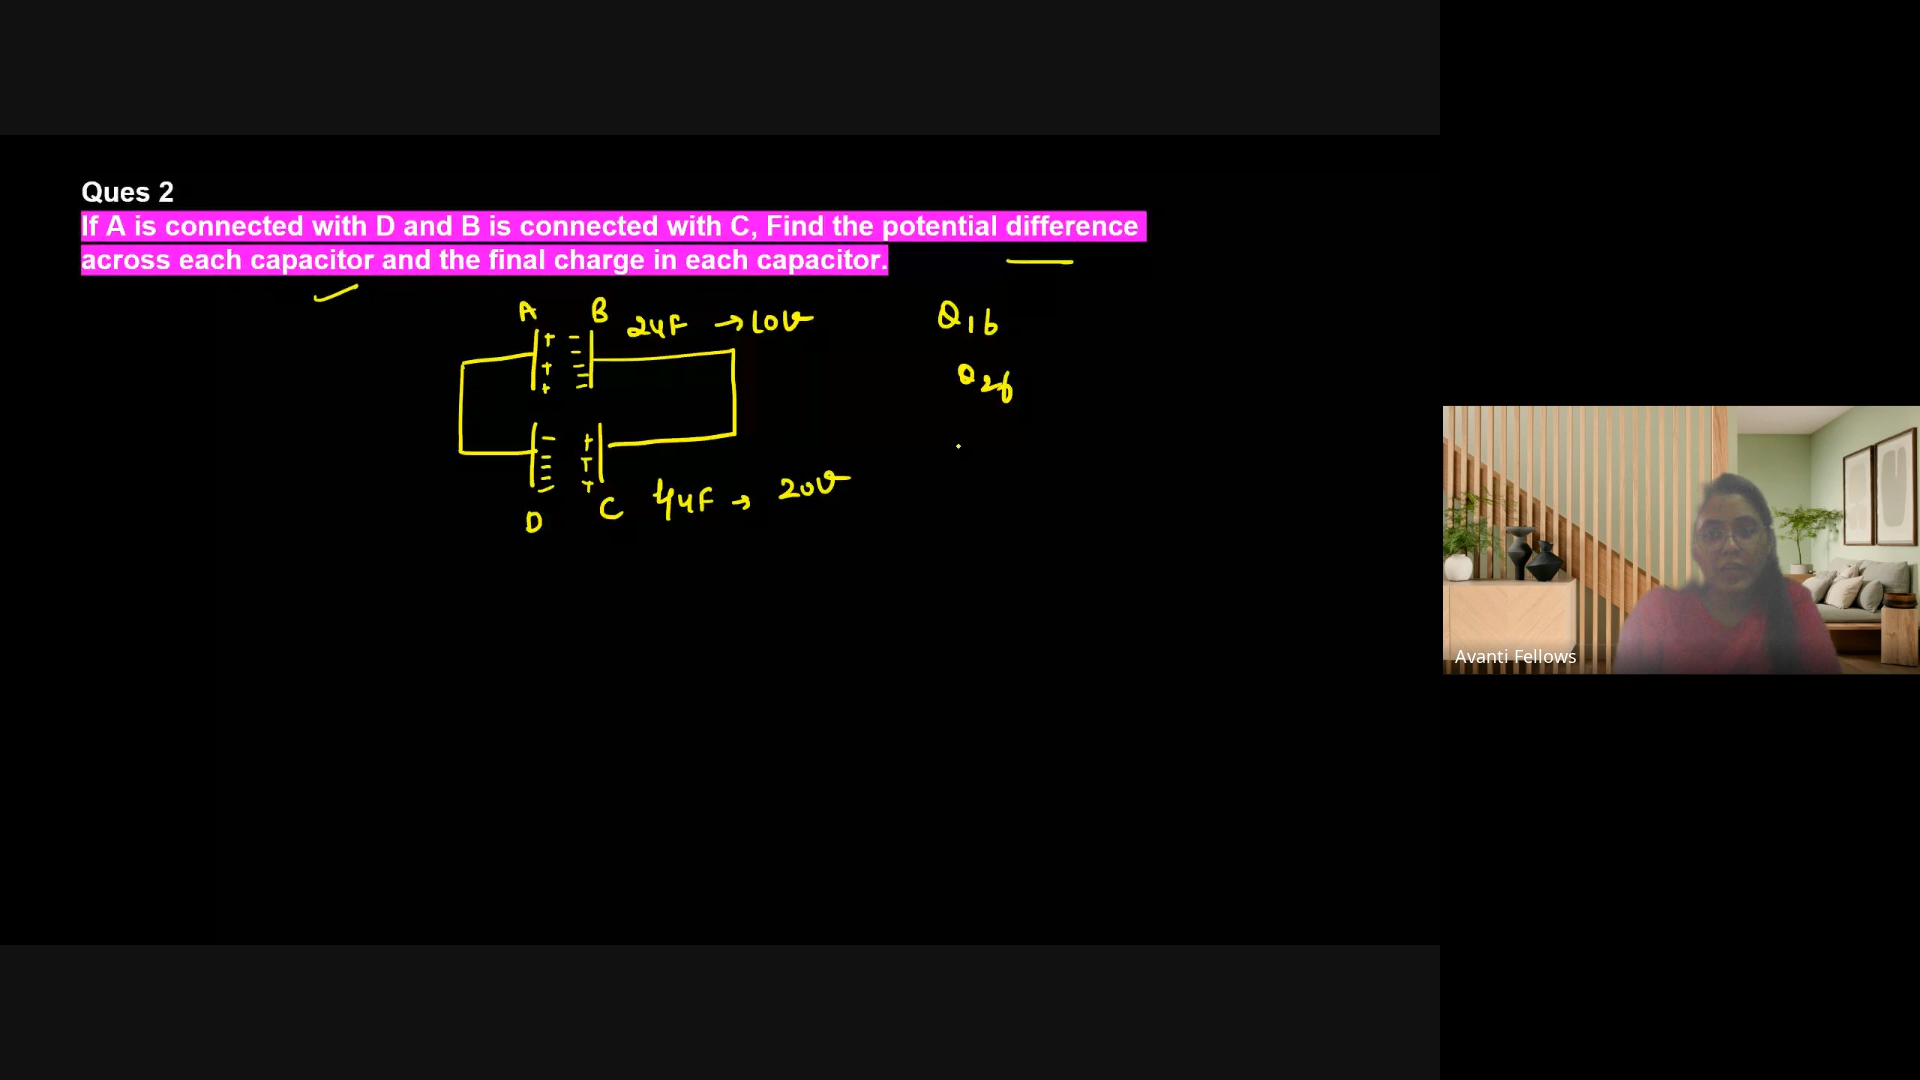 Ques 2
If A is connected with D and B is connected with C, Find the potential difference
across each capacitor and the final charge in each capacitor.
A B 2μF → 10V
+ -
+ -
+ -
- +
- +
- +
D C 4μF → 20V
Q1f
Q2f
Avanti Fellows